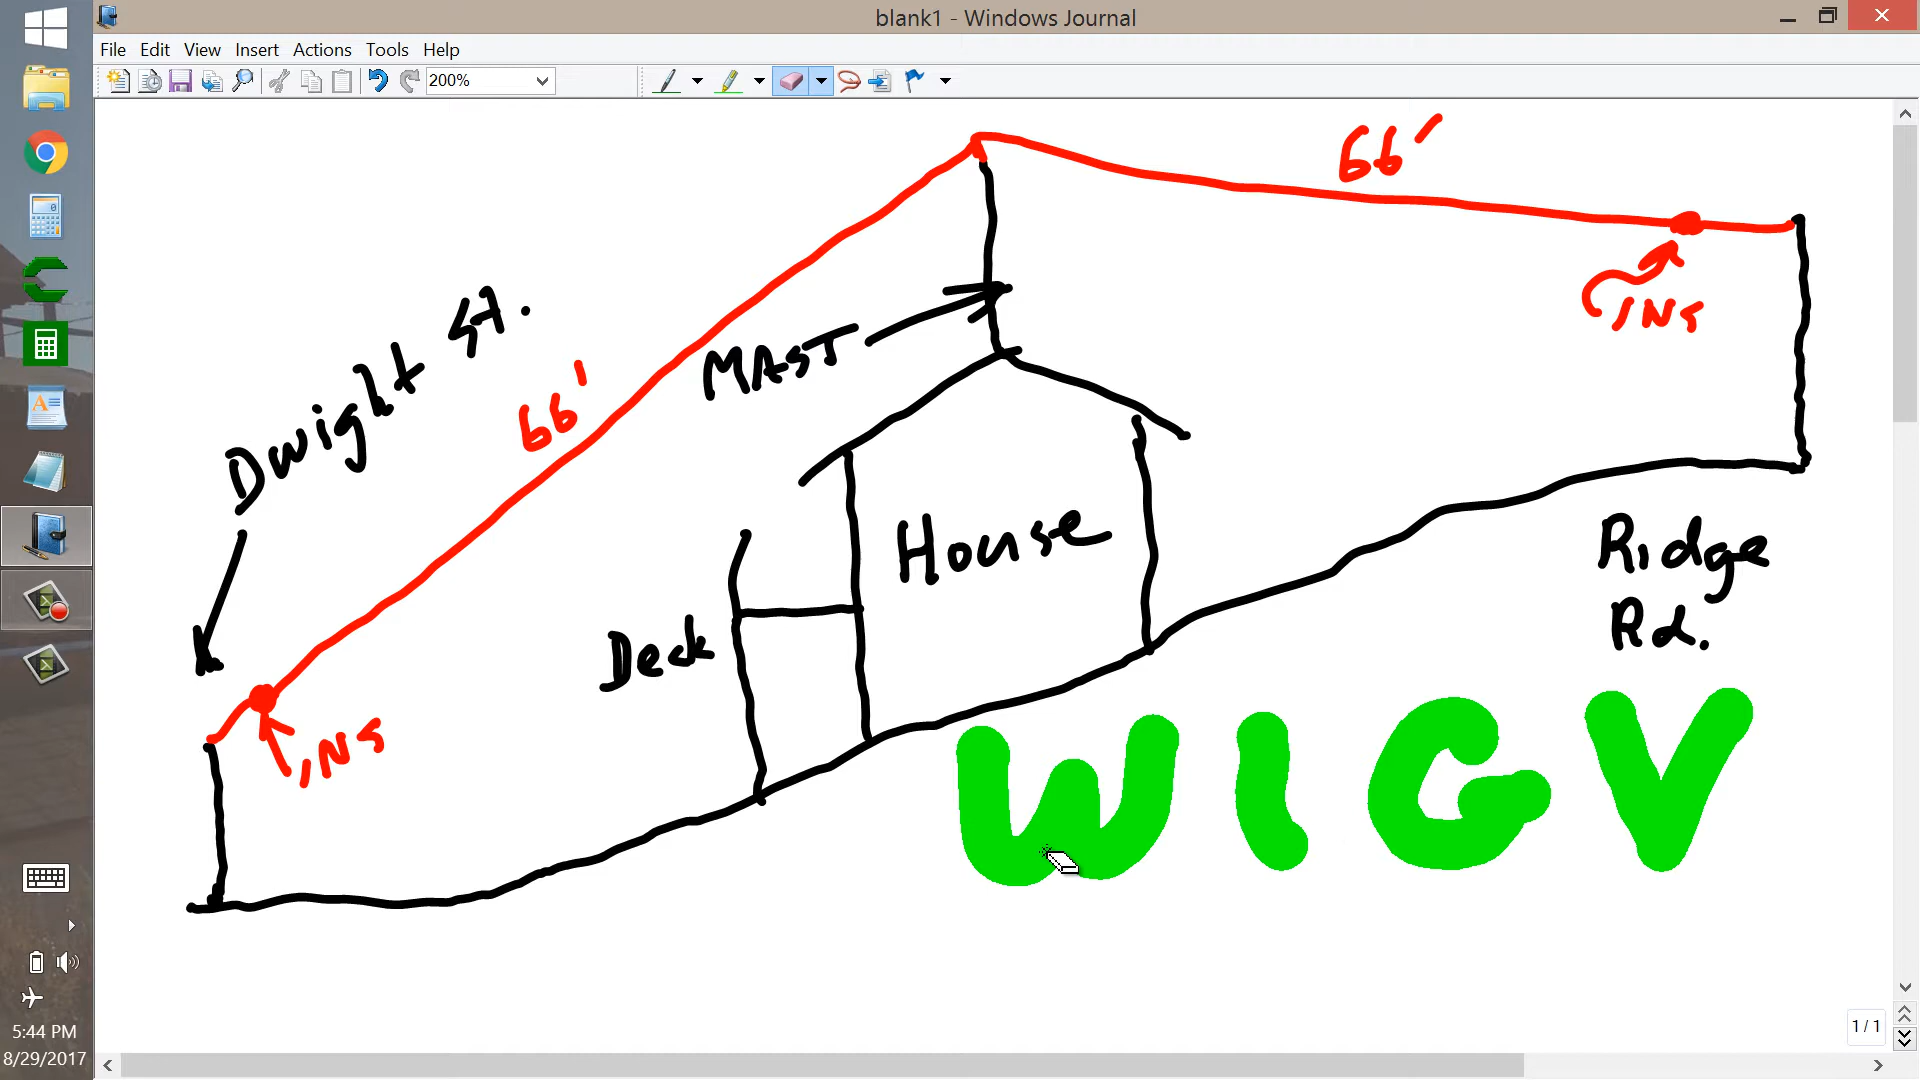 blank1 - Windows Journal
File Edit View Insert Actions Tools Help
200%
66'
INS
Dwight St.
MAST
66'
House
Ridge
Rd.
Deck
INS
WIGV
1 / 1
5:44 PM
8/29/2017